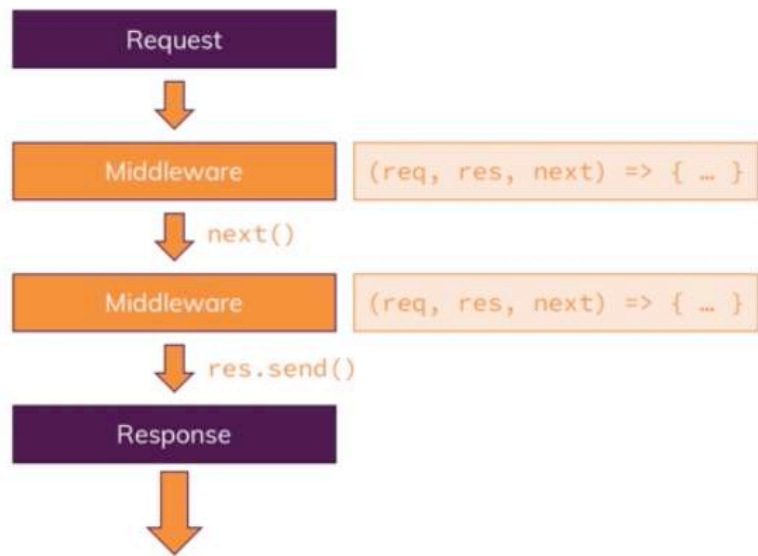 Request
Middleware
(req, res, next) => { … }
next()
Middleware
(req, res, next) => { … }
res.send()
Response